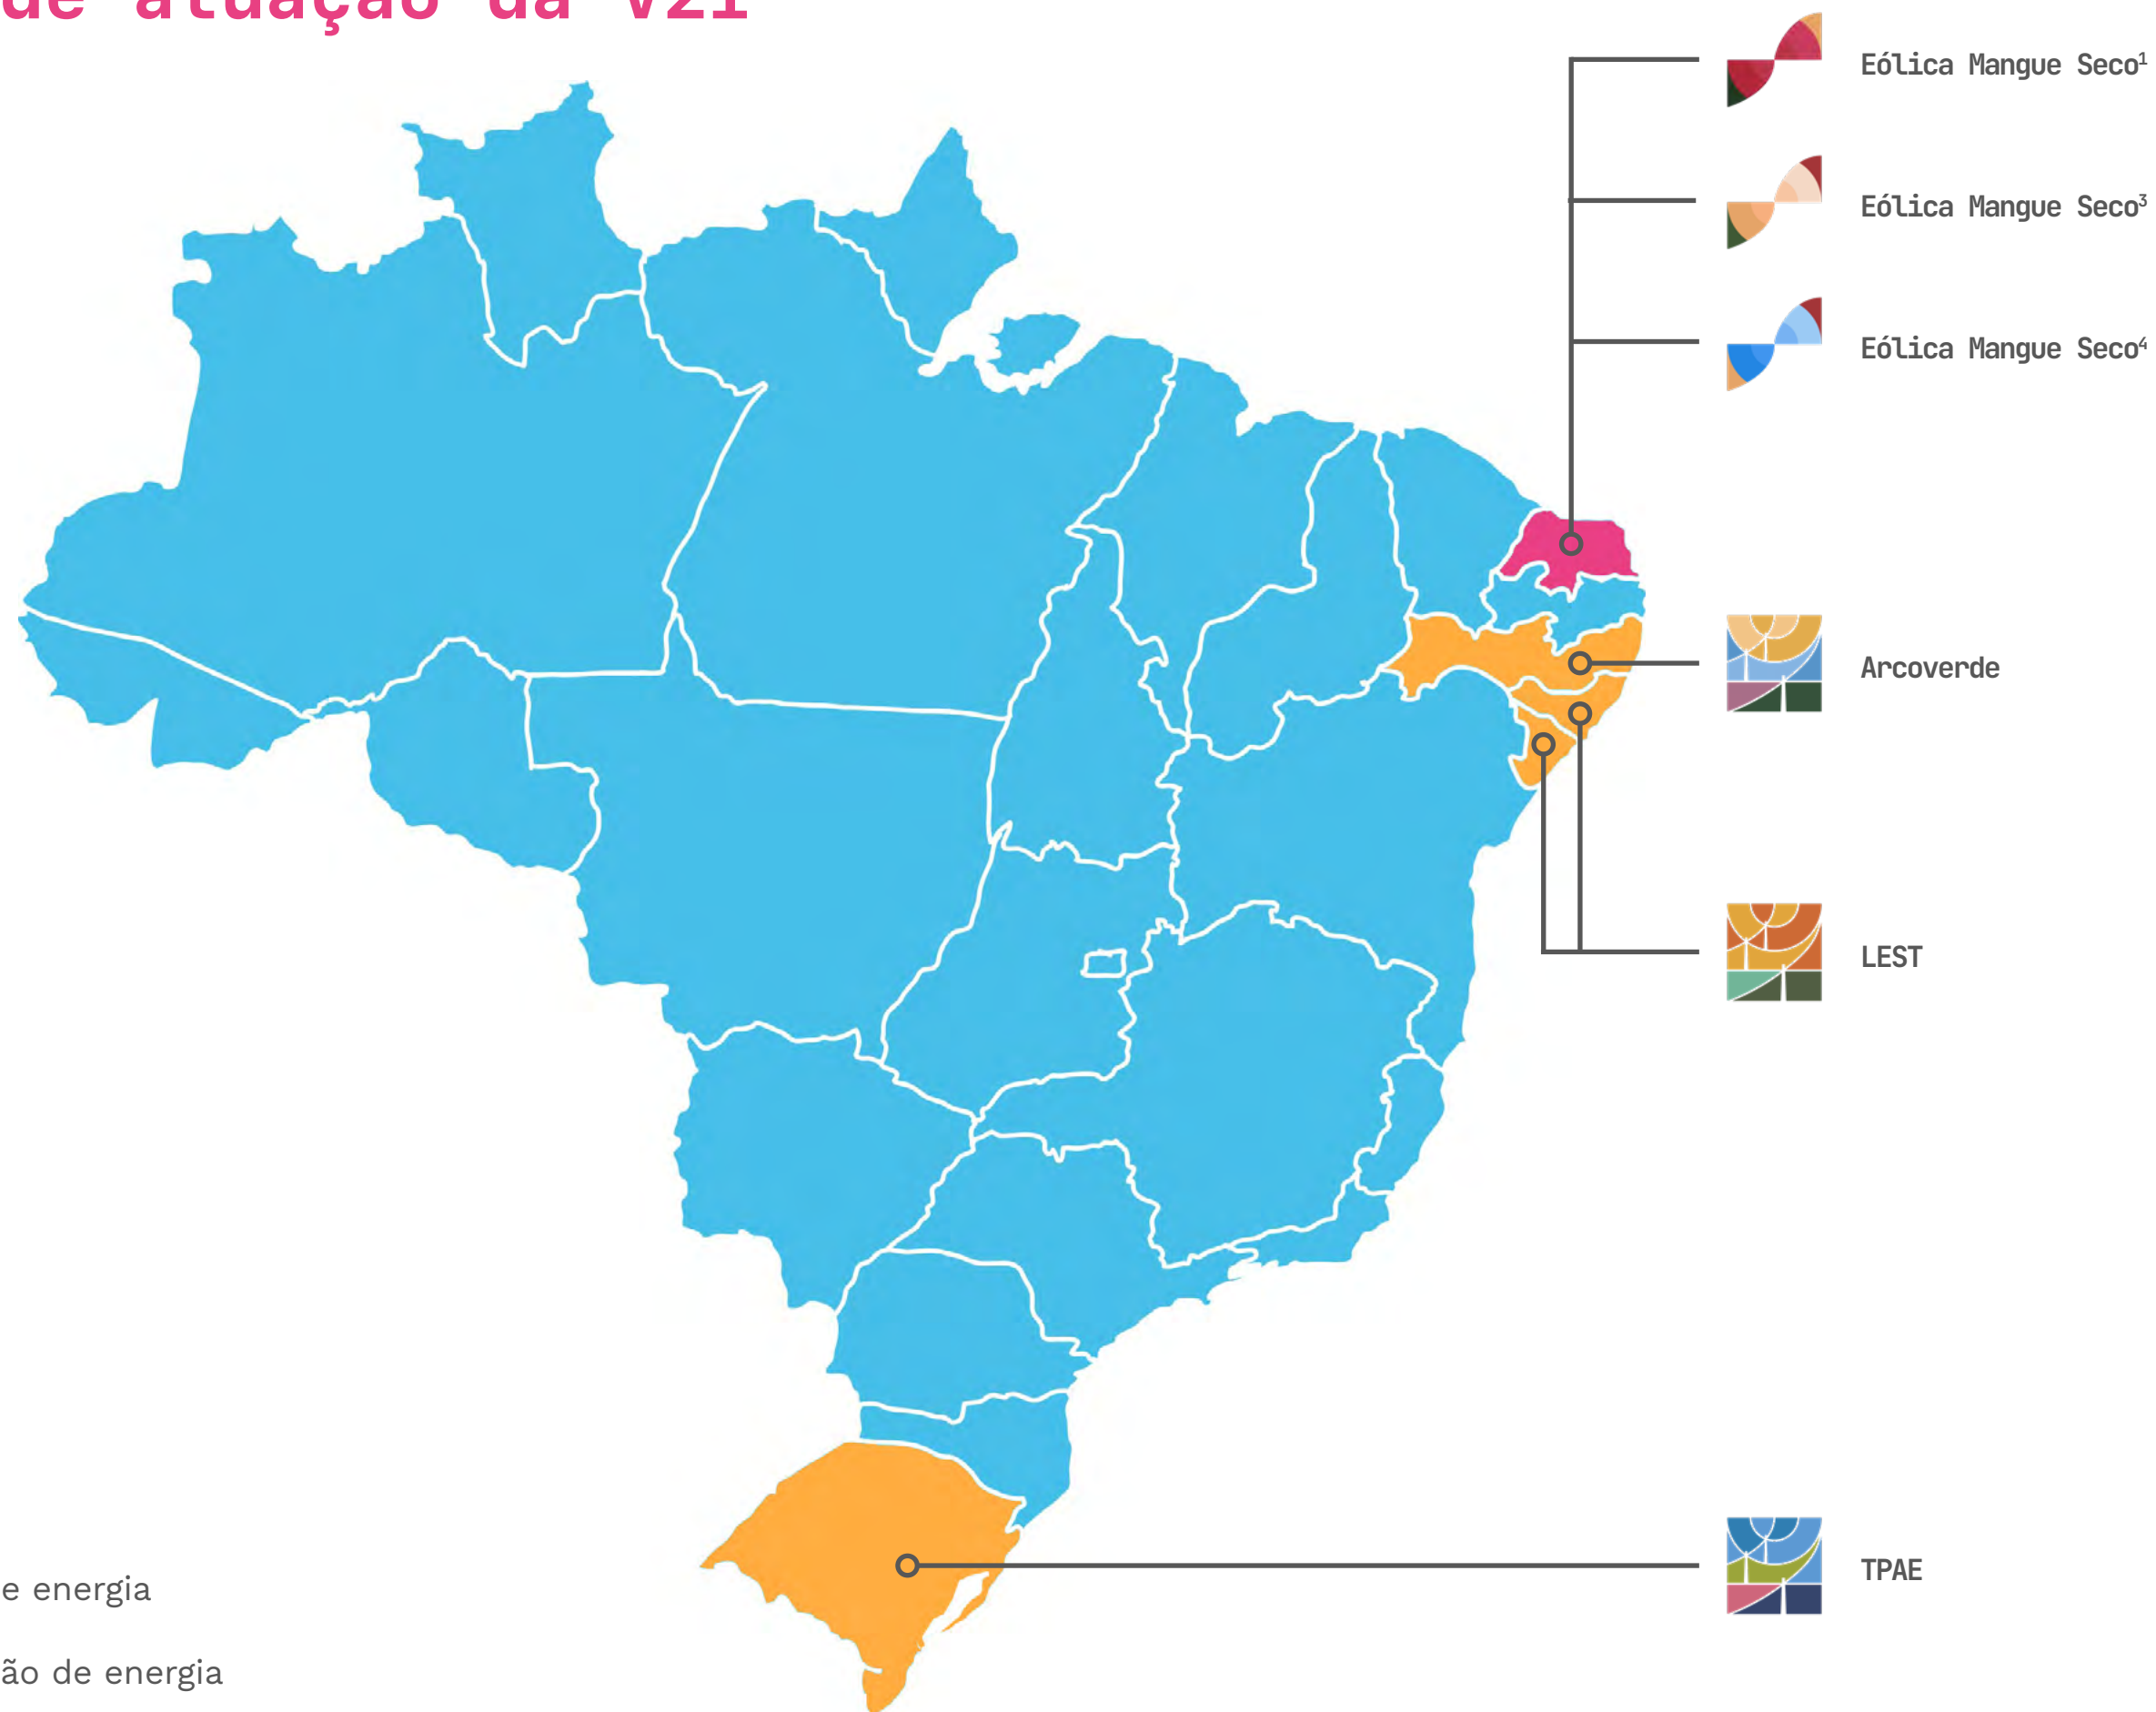 de atuação da V2i
Eólica Mangue Seco¹
Eólica Mangue Seco³
Eólica Mangue Seco⁴
Arcoverde
LEST
TPAE
e energia
ão de energia